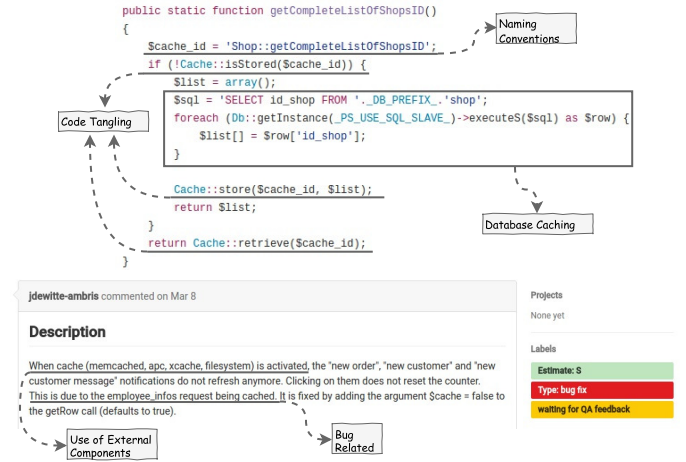 public static function getCompleteListOfShopsID()
{
$cache_id = 'Shop::getCompleteListOfShopsID';
Naming
Conventions
if (!Cache::isStored($cache_id)) {
$list = array();
$sql = 'SELECT id_shop FROM '._DB_PREFIX_.'shop';
foreach (Db::getInstance(_PS_USE_SQL_SLAVE_)->executeS($sql) as $row) {
$list[] = $row['id_shop'];
}
Code Tangling
Cache::store($cache_id, $list);
return $list;
}
Database Caching
return Cache::retrieve($cache_id);
}
jdewitte-ambris commented on Mar 8
Description
When cache (memcached, apc, xcache, filesystem) is activated, the "new order", "new customer" and "new
customer message" notifications do not refresh anymore. Clicking on them does not reset the counter.
This is due to the employee_infos request being cached. It is fixed by adding the argument $cache = false to
the getRow call (defaults to true).
Projects
None yet
Labels
Estimate: S
Type: bug fix
waiting for QA feedback
Use of External
Components
Bug
Related